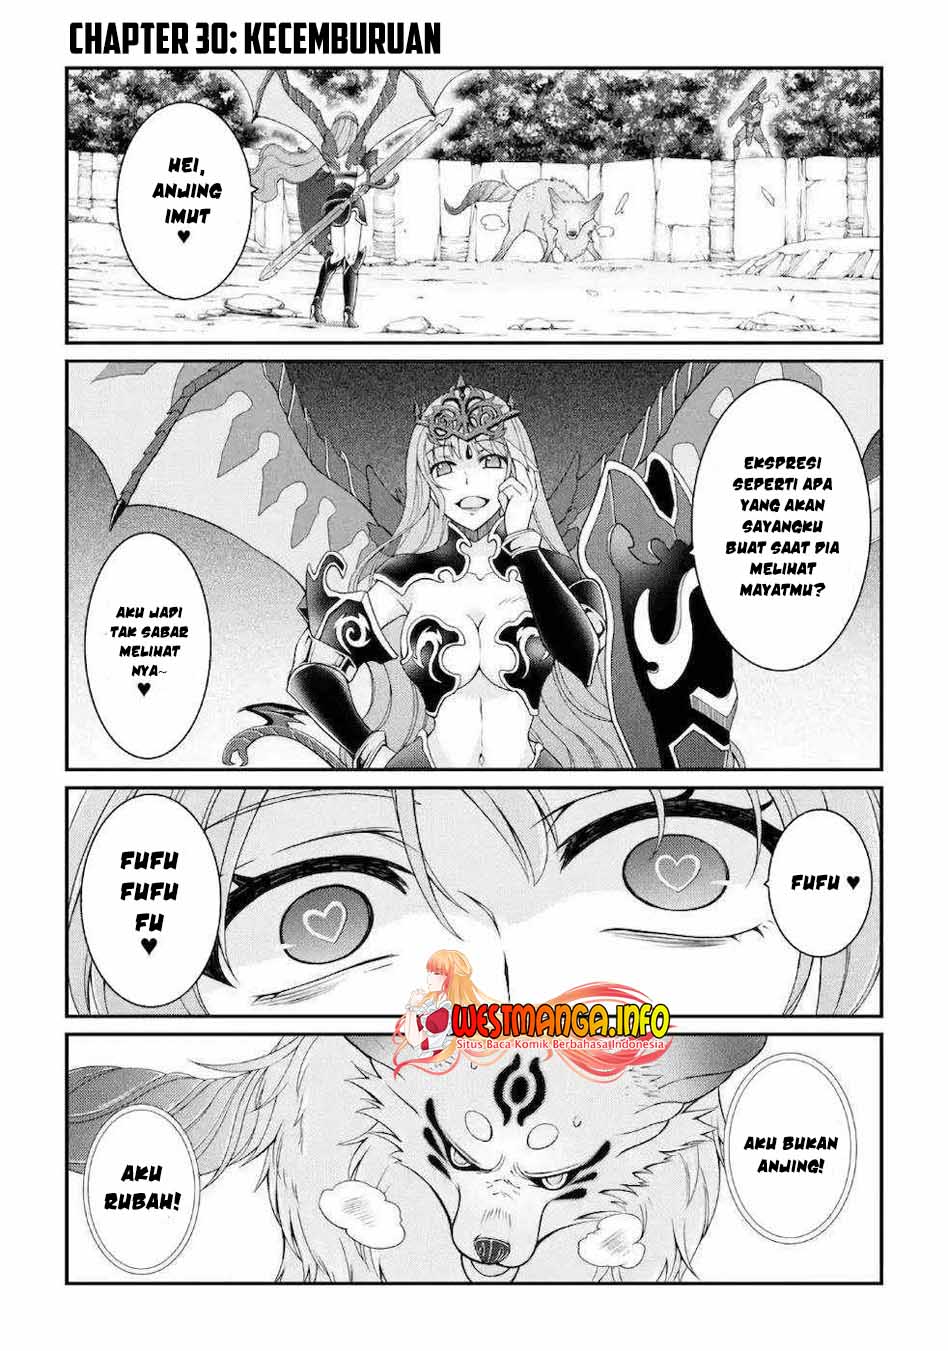 CHAPTER 30: KECEMBURUAN
HEI,
ANJING
IMUT
♥
EKSPRESI
SEPERTI APA
YANG AKAN
SAYANGKU
BUAT SAAT DIA
MELIHAT
MAYATMU?
AKU JADI
TAK SABAR
MELIHAT
NYA~
♥
FUFU ♥
FUFU
FUFU
FU
♥
WESTMANGA.INFO
Situs Baca Komik Berbahasa Indonesia
AKU BUKAN
ANJING!
AKU
RUBAH!